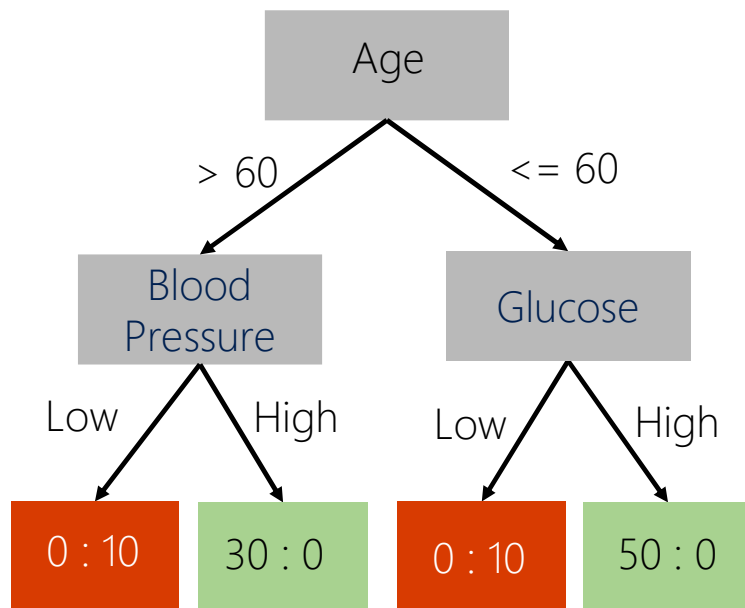 Age
> 60
<= 60
Blood
Pressure
Glucose
Low
High
Low
High
0 : 10
30 : 0
0 : 10
50 : 0